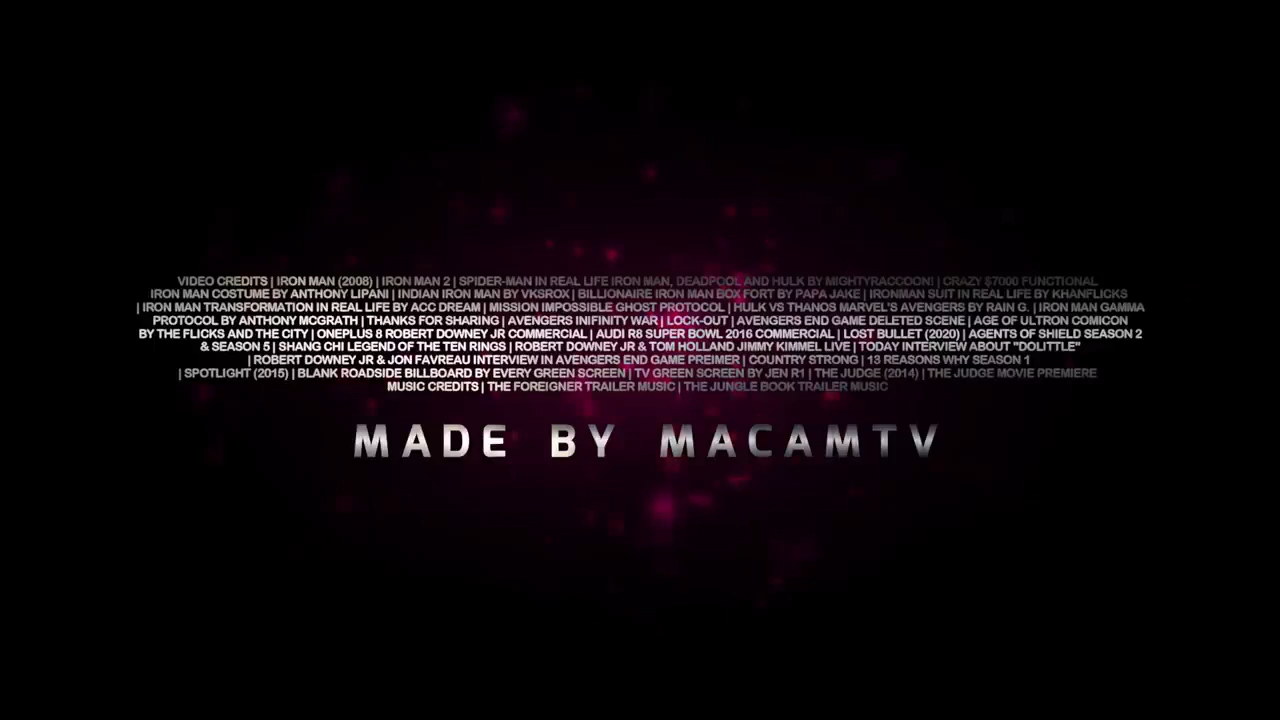 VIDEO CREDITS | IRON MAN (2008) | IRON MAN 2 | SPIDER-MAN IN REAL LIFE IRON MAN, DEADPOOL AND HULK BY MIGHTYRACCOON! | CRAZY $7000 FUNCTIONAL
IRON MAN COSTUME BY ANTHONY LIPANI | INDIAN IRON MAN BY VKSROX | BILLIONAIRE IRON MAN BOX FORT BY PAPA JAKE | IRONMAN SUIT IN REAL LIFE BY KHANFLICKS
| IRON MAN TRANSFORMATION IN REAL LIFE BY ACC DREAM | MISSION IMPOSSIBLE GHOST PROTOCOL | HULK VS THANOS MARVEL'S AVENGERS BY RAIN G. | IRON MAN GAMMA
PROTOCOL BY ANTHONY MCGRATH | THANKS FOR SHARING | AVENGERS INIFINITY WAR | LOCK-OUT | AVENGERS END GAME DELETED SCENE | AGE OF ULTRON COMICON
BY THE FLICKS AND THE CITY | ONEPLUS 8 ROBERT DOWNEY JR COMMERCIAL | AUDI R8 SUPER BOWL 2016 COMMERCIAL | LOST BULLET (2020) | AGENTS OF SHIELD SEASON 2
& SEASON 5 | SHANG CHI LEGEND OF THE TEN RINGS | ROBERT DOWNEY JR & TOM HOLLAND JIMMY KIMMEL LIVE | TODAY INTERVIEW ABOUT "DOLITTLE"
| ROBERT DOWNEY JR & JON FAVREAU INTERVIEW IN AVENGERS END GAME PREIMER | COUNTRY STRONG | 13 REASONS WHY SEASON 1
| SPOTLIGHT (2015) | BLANK ROADSIDE BILLBOARD BY EVERY GREEN SCREEN | TV GREEN SCREEN BY JEN R1 | THE JUDGE (2014) | THE JUDGE MOVIE PREMIERE
MUSIC CREDITS | THE FOREIGNER TRAILER MUSIC | THE JUNGLE BOOK TRAILER MUSIC
MADE BY MACAMTV